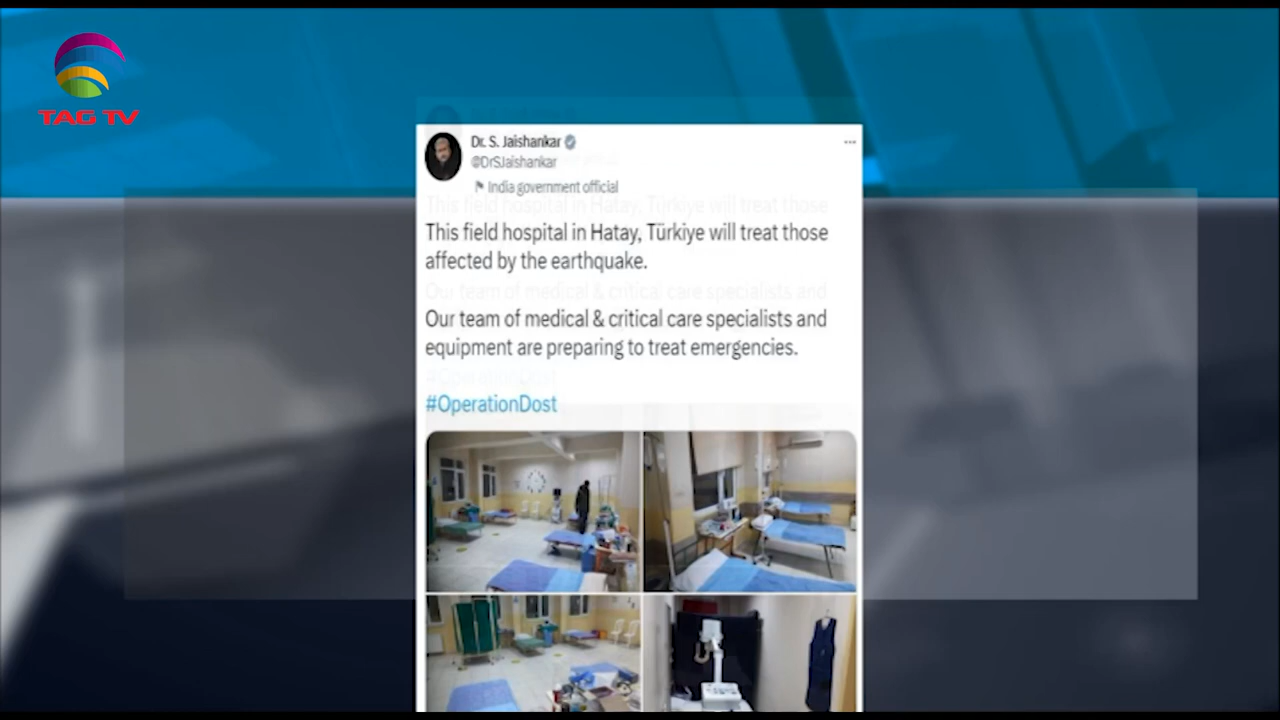 TAG TV
Dr. S. Jaishankar
@DrSJaishankar
India government official
This field hospital in Hatay, Türkiye will treat those
affected by the earthquake.
Our team of medical & critical care specialists and
equipment are preparing to treat emergencies.
#OperationDost